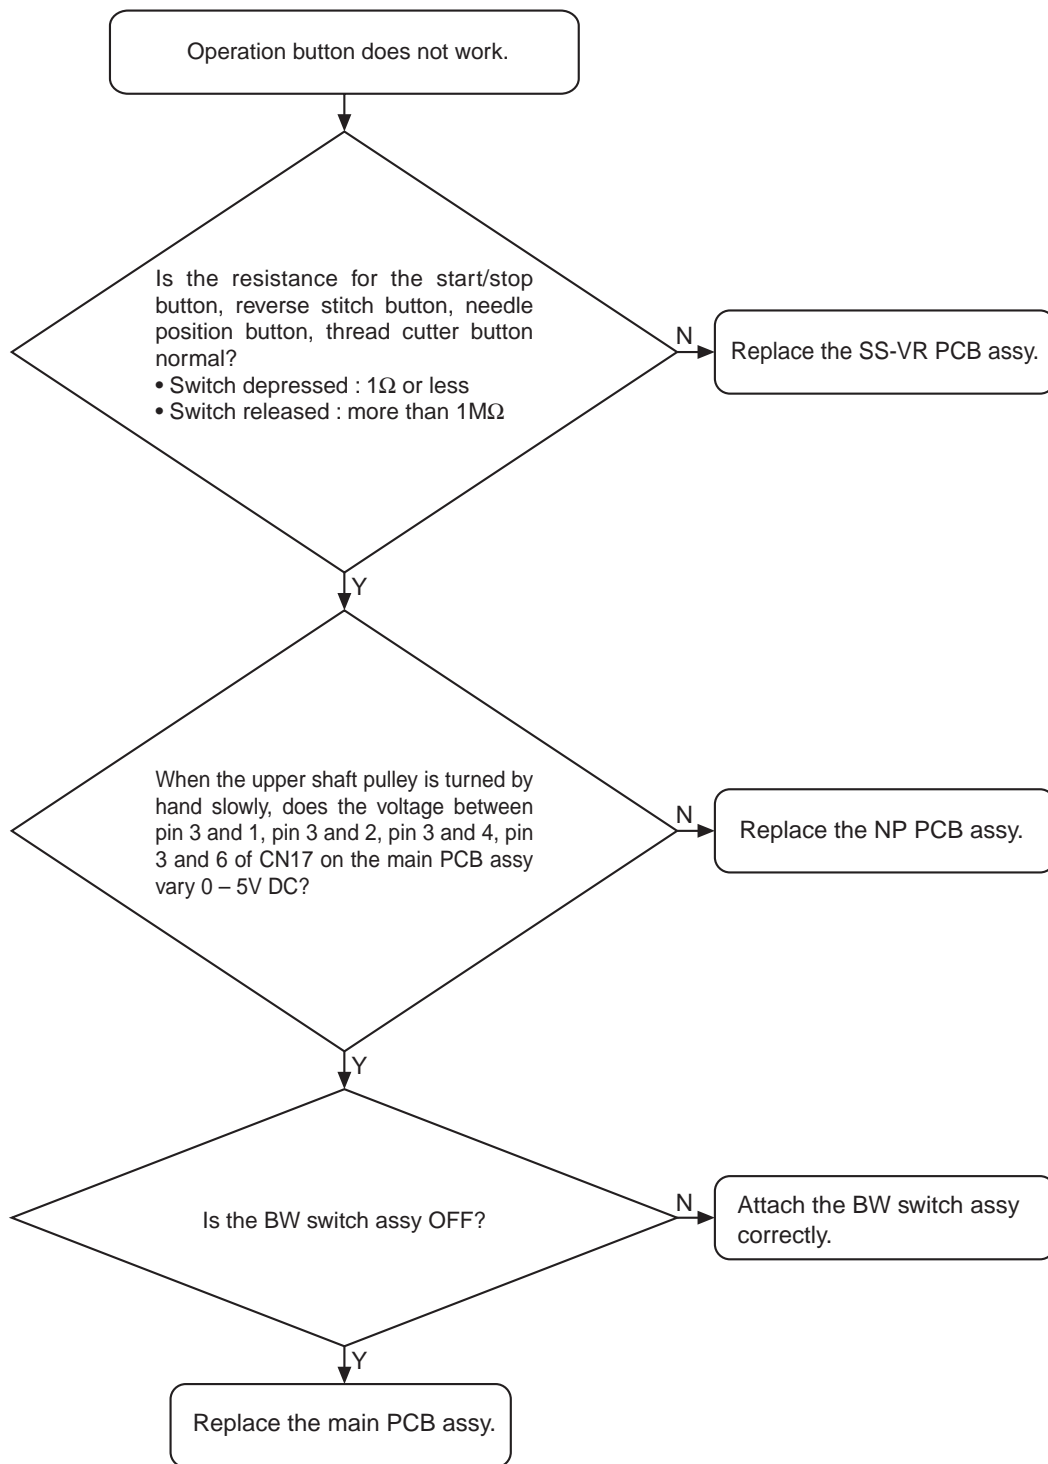 Operation button does not work.
Is the resistance for the start/stop
button, reverse stitch button, needle
position button, thread cutter button
normal?
• Switch depressed : 1Ω or less
• Switch released : more than 1MΩ
N
Replace the SS-VR PCB assy.
Y
When the upper shaft pulley is turned by
hand slowly, does the voltage between
pin 3 and 1, pin 3 and 2, pin 3 and 4, pin
3 and 6 of CN17 on the main PCB assy
vary 0 – 5V DC?
N
Replace the NP PCB assy.
Y
Is the BW switch assy OFF?
N
Attach the BW switch assy
correctly.
Y
Replace the main PCB assy.